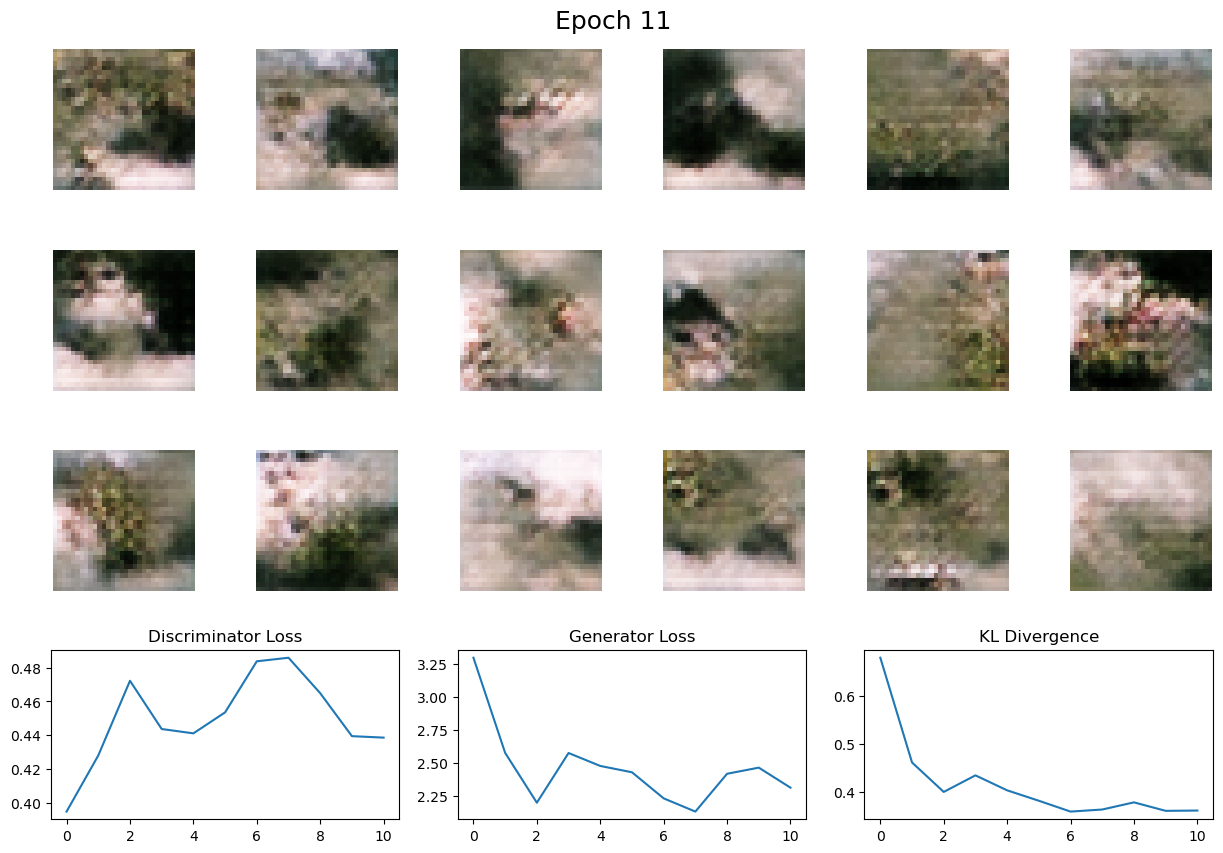 Epoch 11
Discriminator Loss
Generator Loss
KL Divergence
0.48
0.46
0.44
0.42
0.40
0 2 4 6 8 10
3.25
3.00
2.75
2.50
2.25
0 2 4 6 8 10
0.6
0.5
0.4
0 2 4 6 8 10